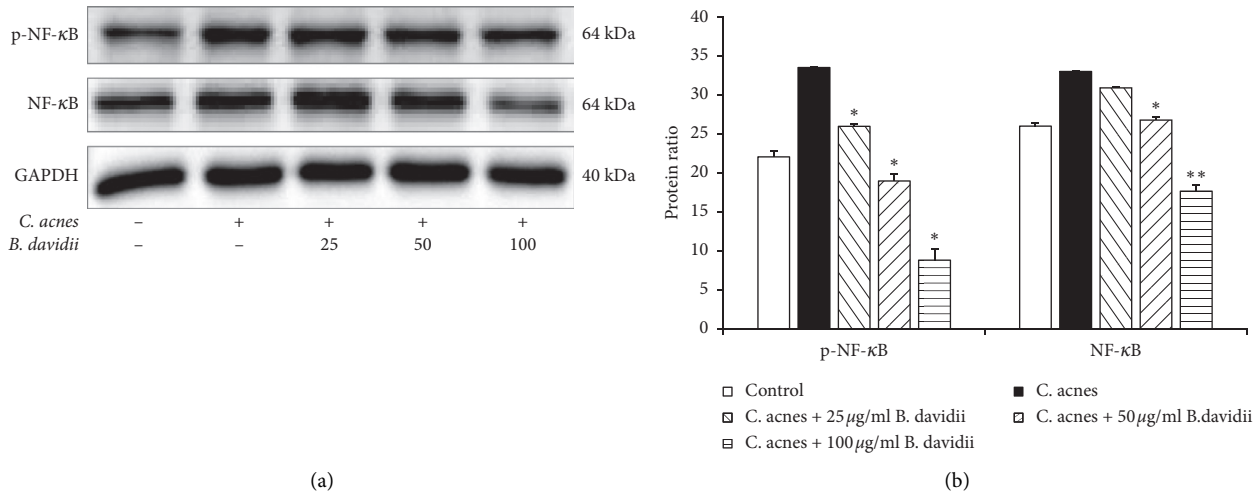 p-NF-κB
64 kDa
NF-κB
64 kDa
GAPDH
40 kDa
C. acnes – + + + +
B. davidii – – 25 50 100
(a)
Protein ratio
40
35
30
25
20
15
10
5
0
* * *
* **
p-NF-κB NF-κB
Control
C. acnes
C. acnes + 25 μg/ml B. davidii
C. acnes + 50 μg/ml B.davidii
C. acnes + 100 μg/ml B. davidii
(b)